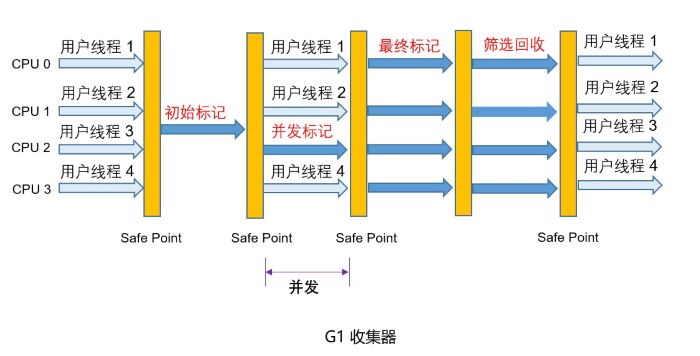 用户线程 1 用户线程 1 最终标记 筛选回收 用户线程 1
CPU 0
用户线程 2 用户线程 2 用户线程 2
CPU 1
初始标记
用户线程 3 并发标记 用户线程 3
CPU 2
用户线程 4 用户线程 4 用户线程 4
CPU 3
Safe Point Safe Point Safe Point Safe Point
并发
G1 收集器